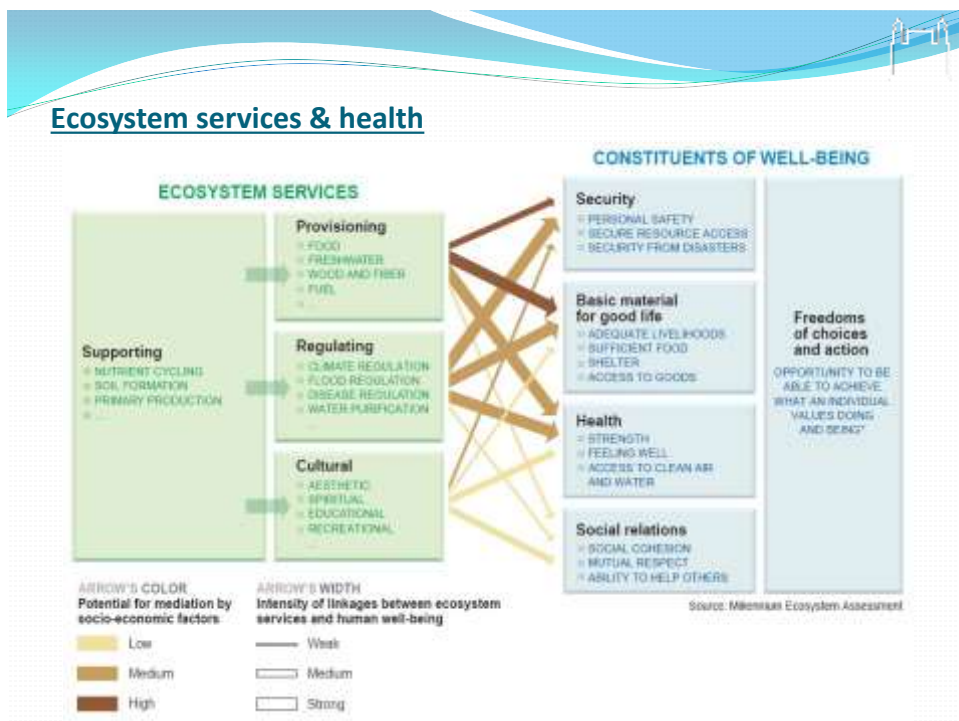 Ecosystem services & health
CONSTITUENTS OF WELL-BEING
ECOSYSTEM SERVICES
Supporting
NUTRIENT CYCLING
SOIL FORMATION
PRIMARY PRODUCTION
...
Provisioning
FOOD
FRESHWATER
WOOD AND FIBER
FUEL
...
Regulating
CLIMATE REGULATION
FLOOD REGULATION
DISEASE REGULATION
WATER PURIFICATION
...
Cultural
AESTHETIC
SPIRITUAL
EDUCATIONAL
RECREATIONAL
...
Security
PERSONAL SAFETY
SECURE RESOURCE ACCESS
SECURITY FROM DISASTERS
Basic material
for good life
ADEQUATE LIVELIHOODS
SUFFICIENT FOOD
SHELTER
ACCESS TO GOODS
Health
STRENGTH
FEELING WELL
ACCESS TO CLEAN AIR
AND WATER
Social relations
SOCIAL COHESION
MUTUAL RESPECT
ABILITY TO HELP OTHERS
Freedoms
of choices
and action
OPPORTUNITY TO BE
ABLE TO ACHIEVE
WHAT AN INDIVIDUAL
VALUES DOING
AND BEING"
Source: Millennium Ecosystem Assessment
ARROW'S COLOR
Potential for mediation by
socio-economic factors
Low
Medium
High
ARROW'S WIDTH
Intensity of linkages between ecosystem
services and human well-being
Weak
Medium
Strong